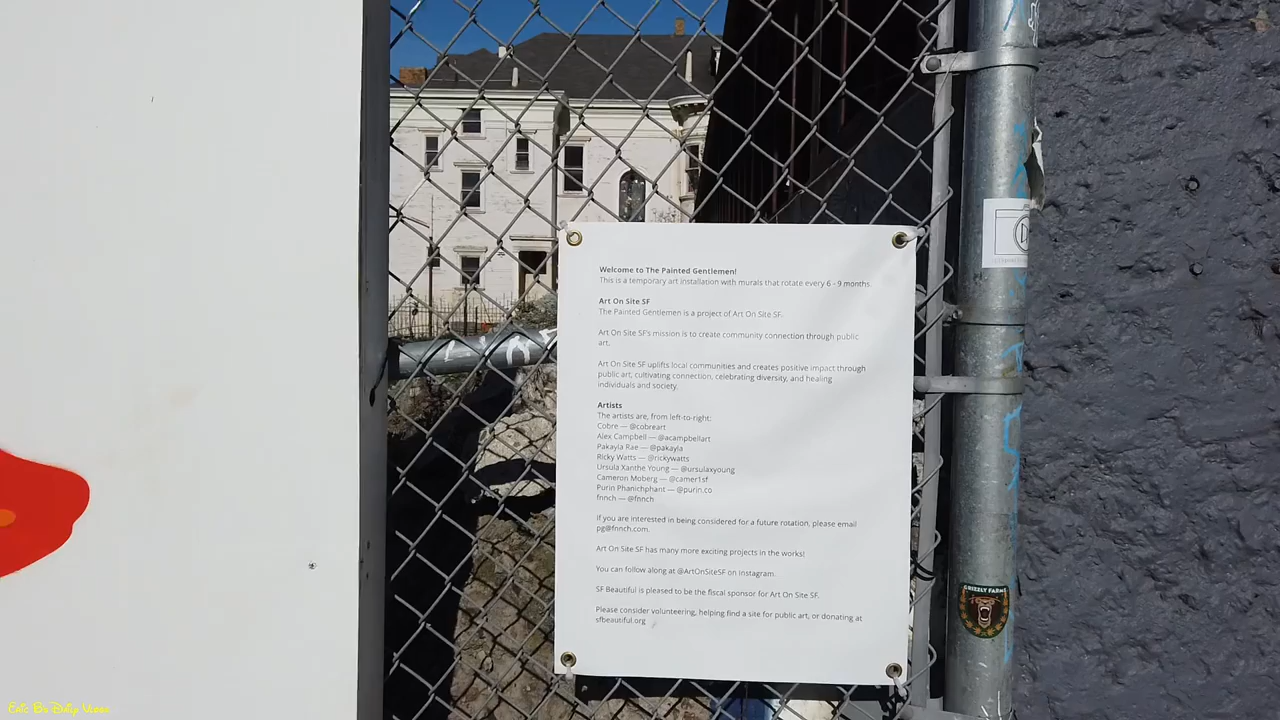 Welcome to The Painted Gentlemen!
This is a temporary art installation with murals that rotate every 6 - 9 months.
Art On Site SF
The Painted Gentlemen is a project of Art On Site SF.
Art On Site SF's mission is to create community connection through public
art.
Art On Site SF uplifts local communities and creates positive impact through
public art, cultivating connection, celebrating diversity, and healing
individuals and society.
Artists
The artists are, from left-to-right:
Cobre — @cobreart
Alex Campbell — @acampbellart
Pakayla Rae — @pakayla
Ricky Watts — @rickywatts
Ursula Xanthe Young — @ursulaxyoung
Cameron Moberg — @camer1sf
Purin Phanichphant — @purin.co
fnnch — @fnnch
If you are interested in being considered for a future rotation, please email
pg@fnnch.com.
Art On Site SF has many more exciting projects in the works!
You can follow along at @ArtOnSiteSF on Instagram.
SF Beautiful is pleased to be the fiscal sponsor for Art On Site SF.
Please consider volunteering, helping find a site for public art, or donating at
sfbeautiful.org
GRIZZLY FARMS